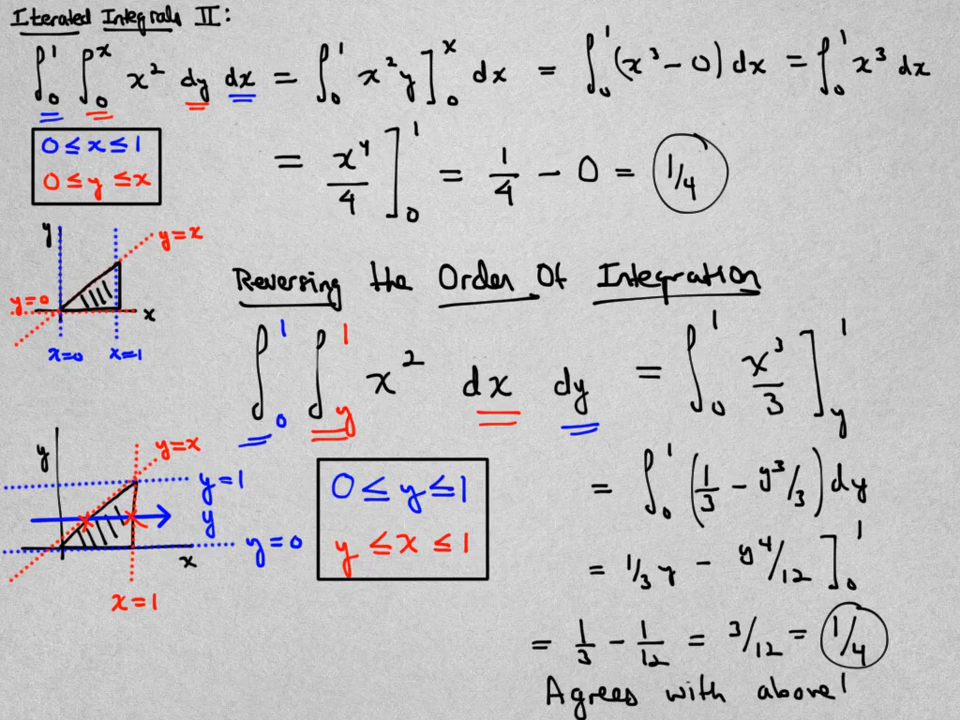 Iterated Integrals II:
∫₀¹ ∫₀ˣ x² dy dx = ∫₀¹ x²y]₀ˣ dx = ∫₀¹ (x³ − 0) dx = ∫₀¹ x³ dx
0 ≤ x ≤ 1
0 ≤ y ≤ x
= x⁴/4]₀¹ = 1/4 − 0 = 1/4
y
y=x
y=0
x
x=0 x=1
Reversing the Order Of Integration
∫₀¹ ∫_y¹ x² dx dy = ∫₀¹ x³/3]_y¹
y
y=x
y=1
y
y=0
x
x=1
0 ≤ y ≤ 1
y ≤ x ≤ 1
= ∫₀¹ (1/3 − y³/3) dy
= 1/3 y − y⁴/12]₀¹
= 1/3 − 1/12 = 3/12 = 1/4
Agrees with above!